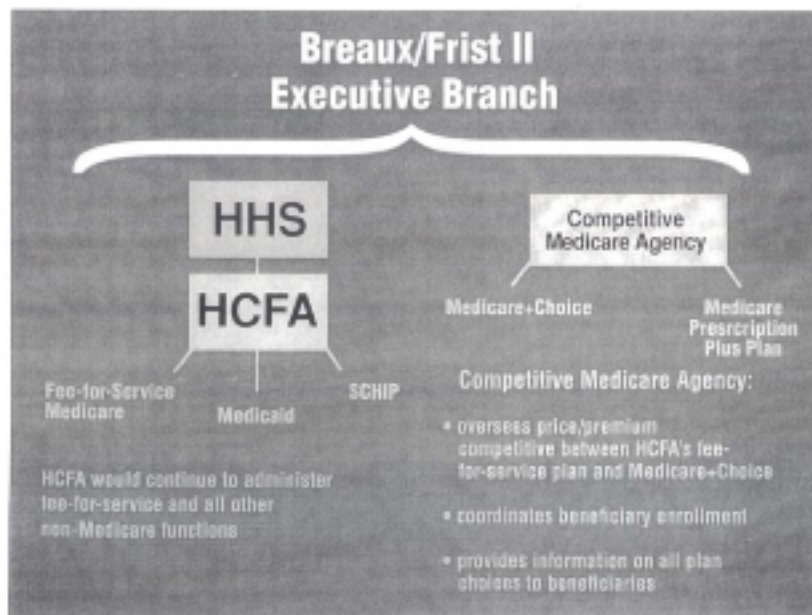 Breaux/Frist II
Executive Branch
HHS
HCFA
Fee-for-Service
Medicare
Medicaid
SCHIP
HCFA would continue to administer
fee-for-service and all other
non-Medicare functions
Competitive
Medicare Agency
Medicare+Choice
Medicare
Presrcription
Plus Plan
Competitive Medicare Agency:
• oversees price/premium
competitive between HCFA's fee-
for-service plan and Medicare+Choice
• coordinates beneficiary enrollment
• provides information on all plan
choices to beneficiaries